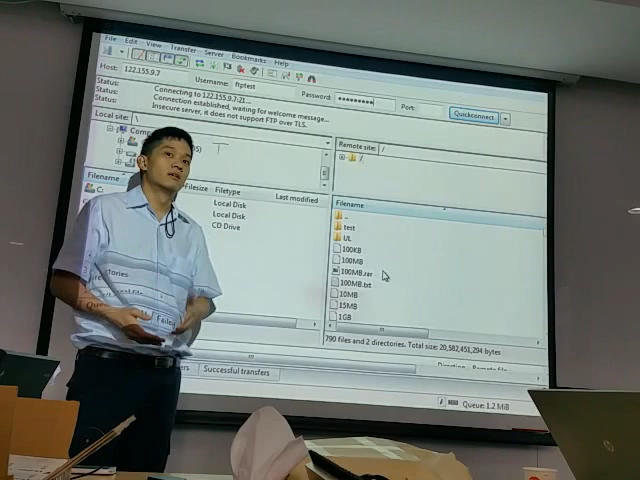 File Edit View Transfer Server Bookmarks Help
Host: 122.155.9.7 Username: ftptest Password: ********* Port: Quickconnect
Status: Connecting to 122.155.9.7:21...
Status: Connection established, waiting for welcome message...
Status: Insecure server, it does not support FTP over TLS.
Local site: \
Remote site: /
/
Filename Filesize Filetype Last modified
C:
Local Disk
Local Disk
CD Drive
Filename
..
test
UL
100KB
100MB
100MB.rar
100MB.txt
10MB
15MB
1GB
790 files and 2 directories. Total size: 20,582,451,294 bytes
Successful transfers
Queue: 1.2 MiB
hp